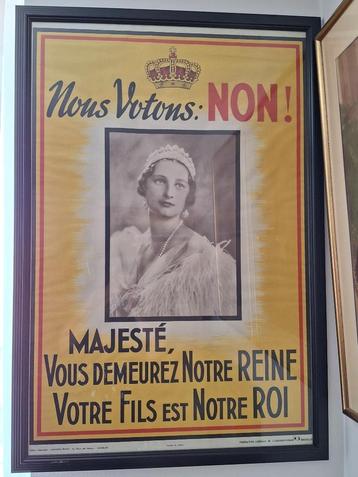 Nous Votons: NON!
MAJESTÉ,
VOUS DEMEUREZ NOTRE REINE
VOTRE FILS EST NOTRE ROI